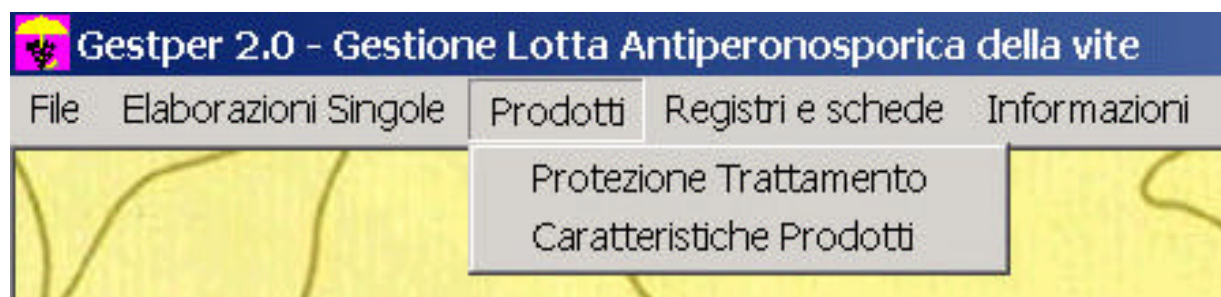 Gestper 2.0 - Gestione Lotta Antiperonosporica della vite
File Elaborazioni Singole Prodotti Registri e schede Informazioni
Protezione Trattamento
Caratteristiche Prodotti